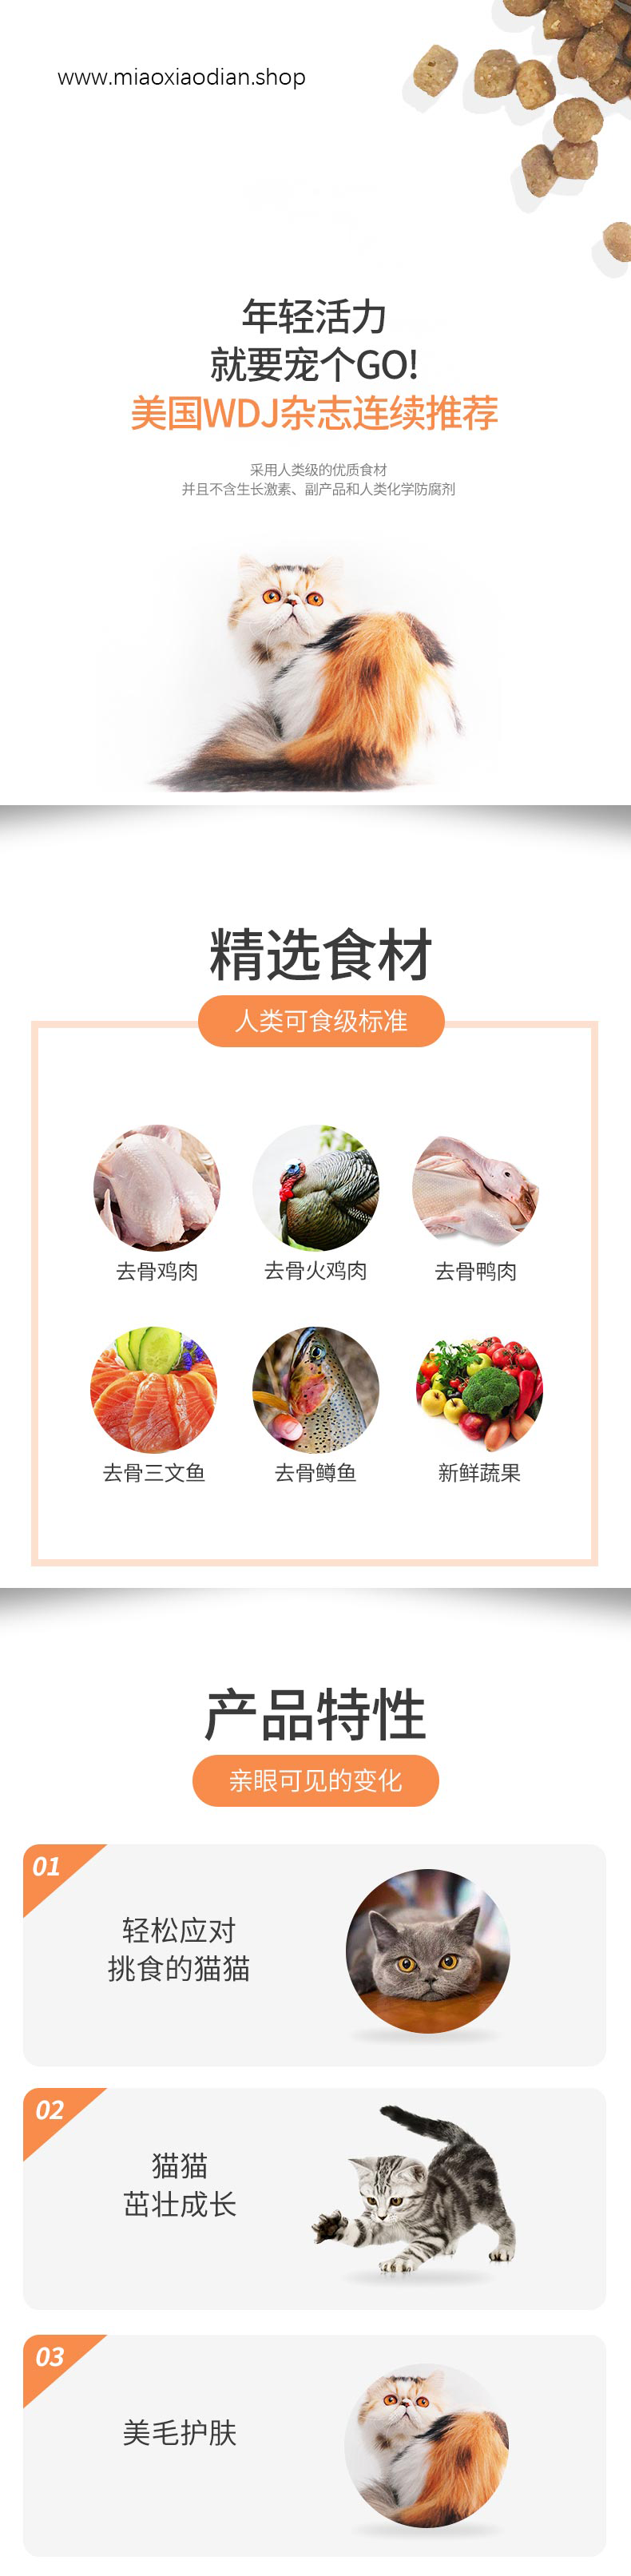 www.miaoxiaodian.shop
年轻活力
就要宠个GO!
美国WDJ杂志连续推荐
采用人类级的优质食材
并且不含生长激素、副产品和人类化学防腐剂
精选食材
人类可食级标准
去骨鸡肉
去骨火鸡肉
去骨鸭肉
去骨三文鱼
去骨鳟鱼
新鲜蔬果
产品特性
亲眼可见的变化
01
轻松应对
挑食的猫猫
02
猫猫
茁壮成长
03
美毛护肤